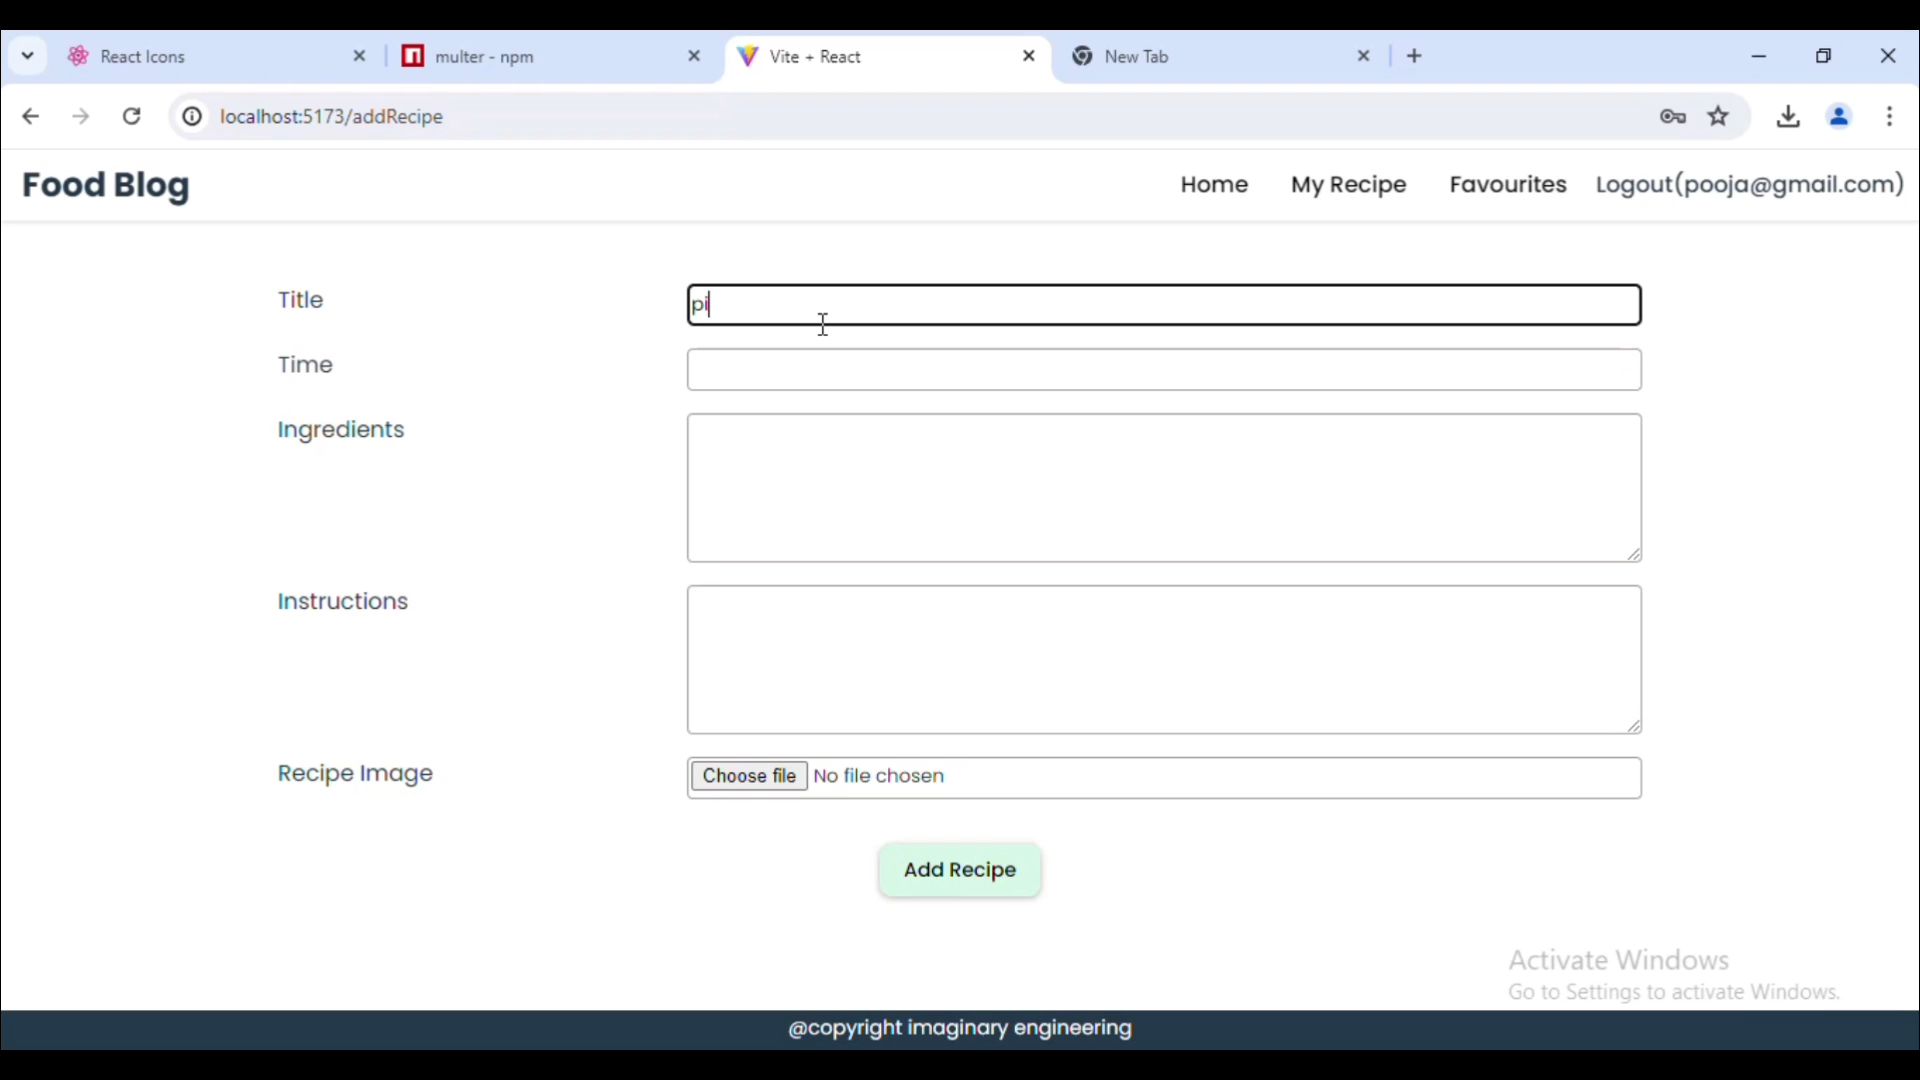 React Icons
multer - npm
Vite + React
New Tab
localhost:5173/addRecipe
Food Blog
Home
My Recipe
Favourites
Logout(pooja@gmail.com)
Title
pi
Time
Ingredients
Instructions
Recipe Image
Choose file No file chosen
Add Recipe
Activate Windows
Go to Settings to activate Windows.
@copyright imaginary engineering